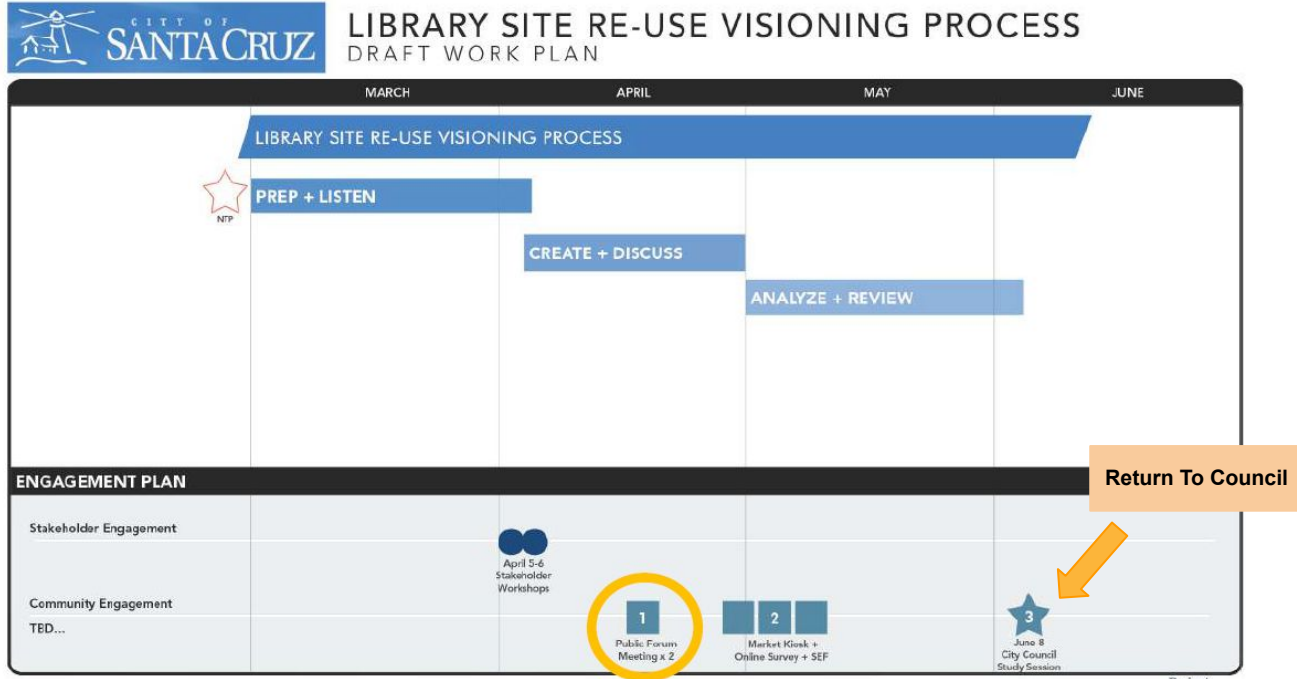 CITY OF
SANTA CRUZ
LIBRARY SITE RE-USE VISIONING PROCESS
DRAFT WORK PLAN
MARCH APRIL MAY JUNE
LIBRARY SITE RE-USE VISIONING PROCESS
NTP
PREP + LISTEN
CREATE + DISCUSS
ANALYZE + REVIEW
ENGAGEMENT PLAN
Return To Council
Stakeholder Engagement
April 5-6
Stakeholder
Workshops
Community Engagement
TBD...
1
Public Forum
Meeting x 2
2
Market Kiosk +
Online Survey + SEF
3
June 8
City Council
Study Session